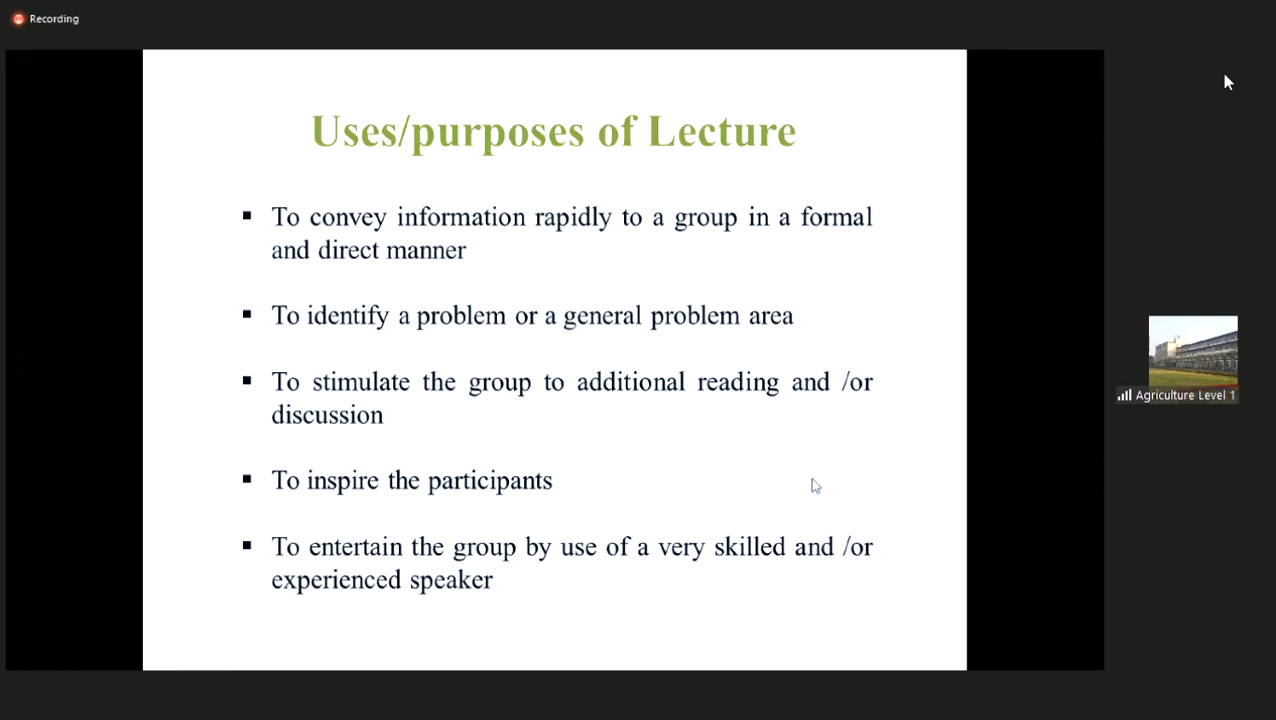 Recording
Uses/purposes of Lecture
▪ To convey information rapidly to a group in a formal
and direct manner
▪ To identify a problem or a general problem area
▪ To stimulate the group to additional reading and /or
discussion
▪ To inspire the participants
▪ To entertain the group by use of a very skilled and /or
experienced speaker
Agriculture Level 1